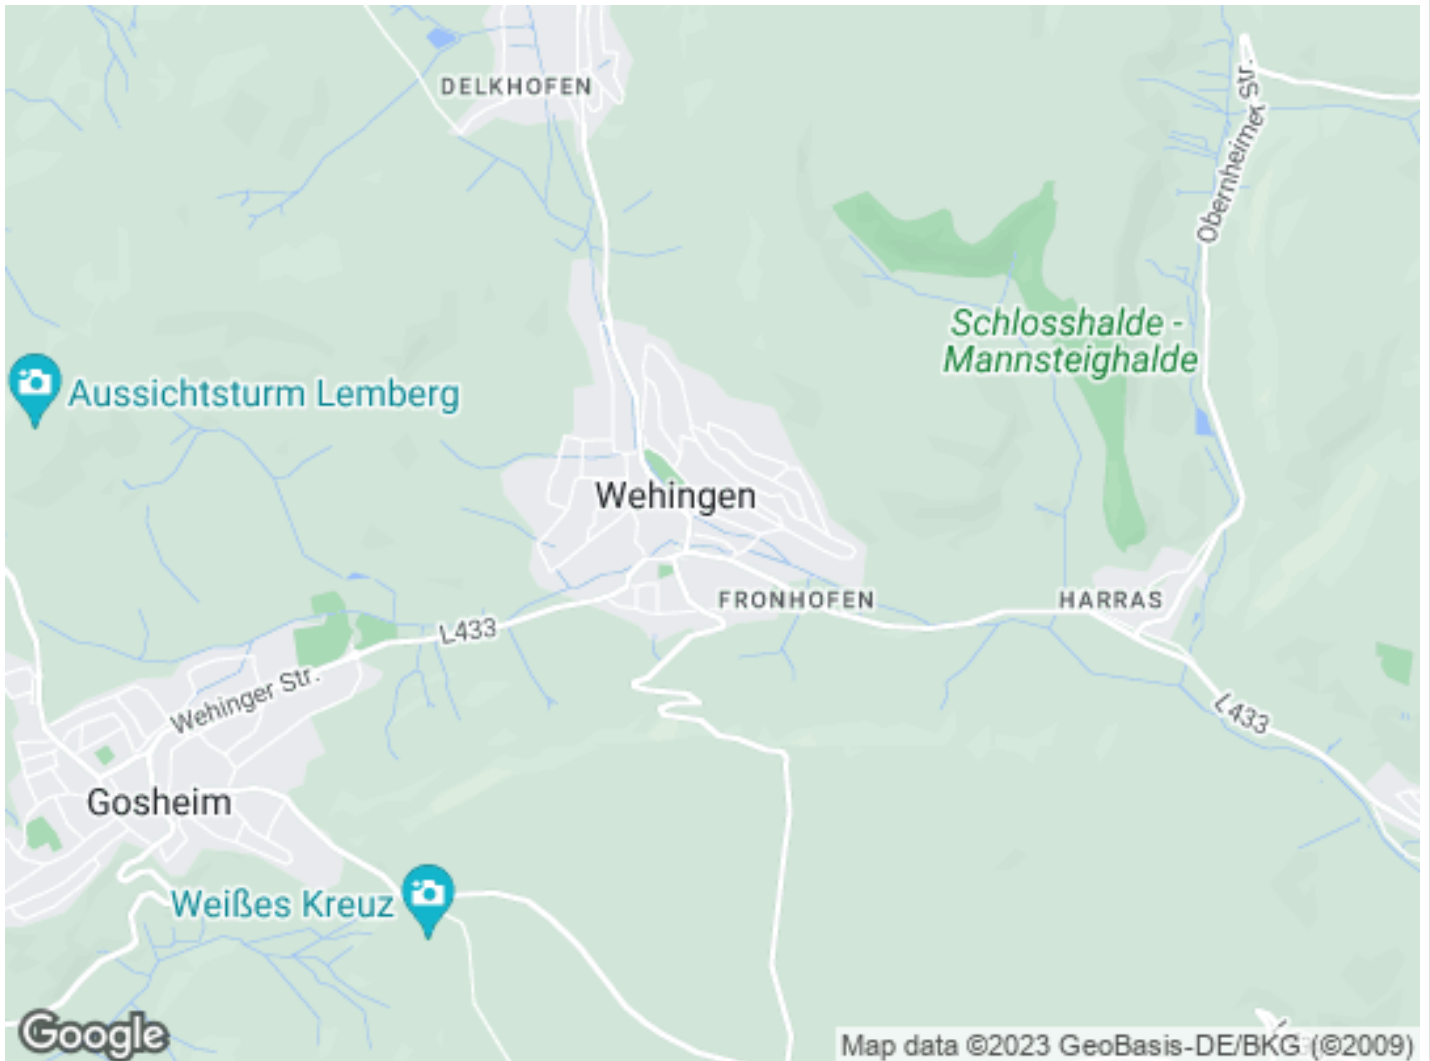 DELKHOFEN
Obernheimer Str.
Schlosshalde -
Mannsteighalde
Aussichtsturm Lemberg
Wehingen
FRONHOFEN
HARRAS
L433
Wehinger Str.
L433
Gosheim
Weißes Kreuz
Google
Map data ©2023 GeoBasis-DE/BKG (©2009)